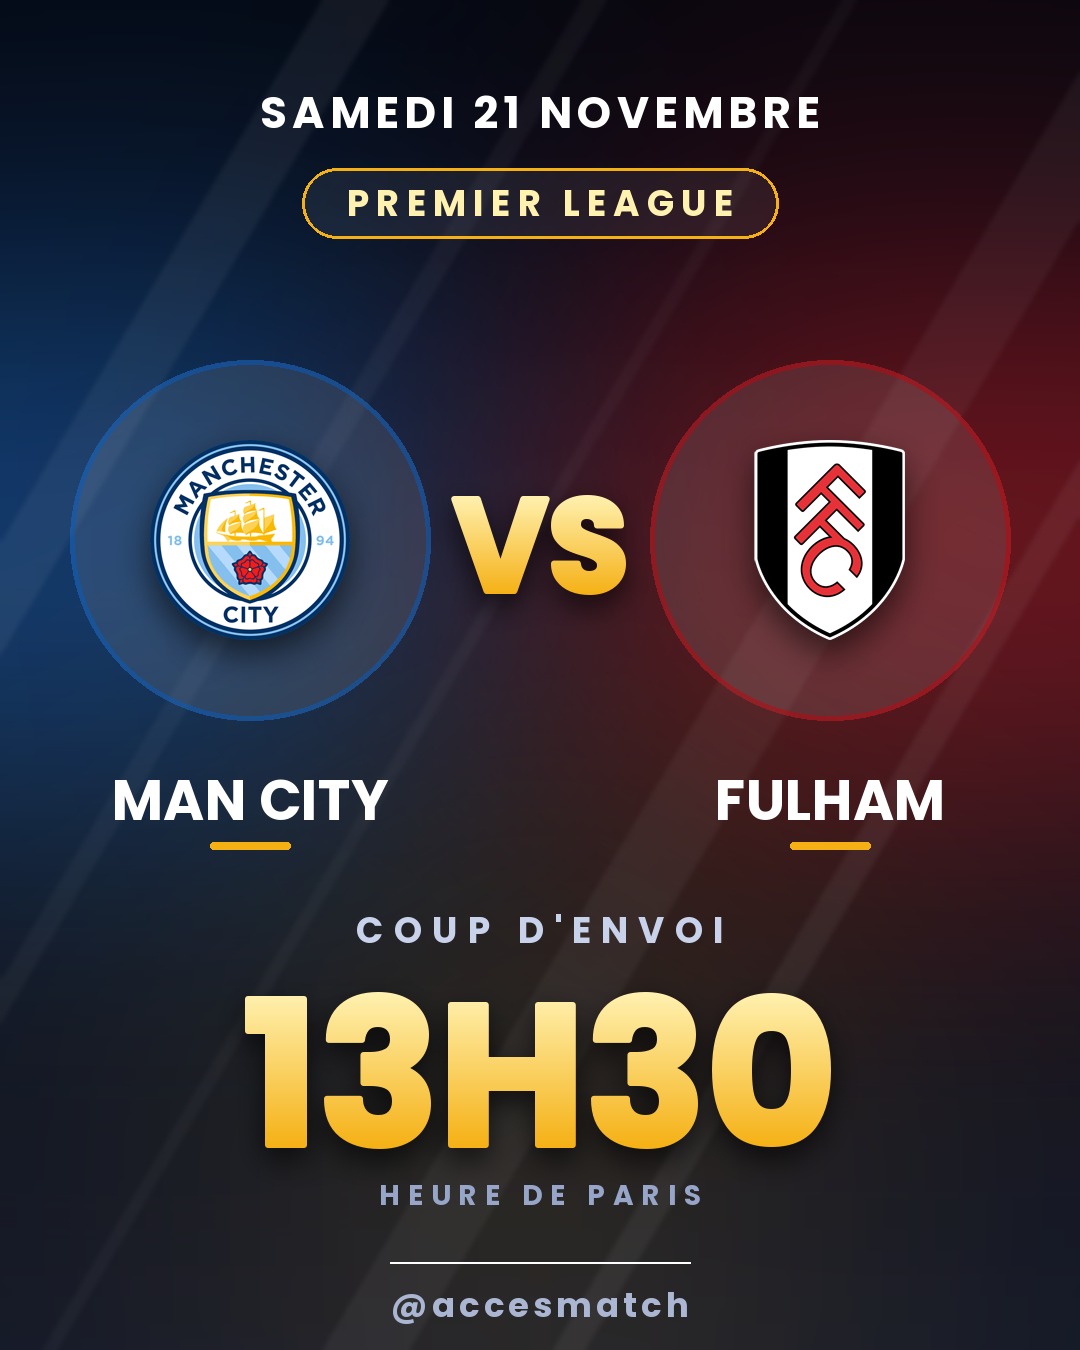 SAMEDI 21 NOVEMBRE
PREMIER LEAGUE
MANCHESTER
18 94
CITY
VS
FFC
MAN CITY
FULHAM
COUP D'ENVOI
13H30
HEURE DE PARIS
@accesmatch